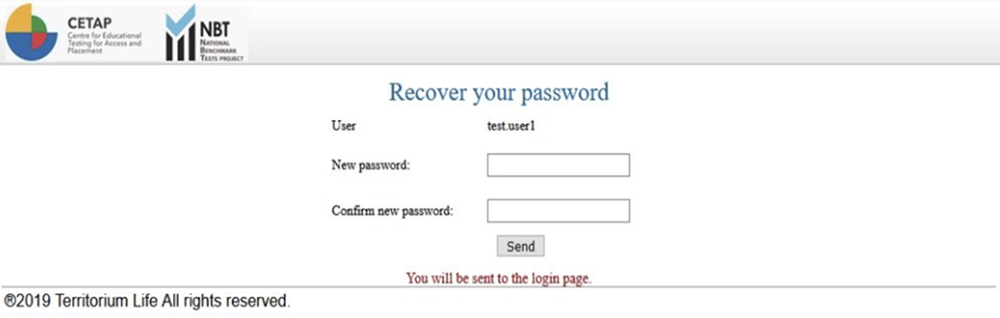 CETAP
Centre for Educational
Testing for Access and
Placement
NBT
NATIONAL
BENCHMARK
TESTS PROJECT
Recover your password
User test.user1
New password:
Confirm new password:
Send
You will be sent to the login page.
®2019 Territorium Life All rights reserved.